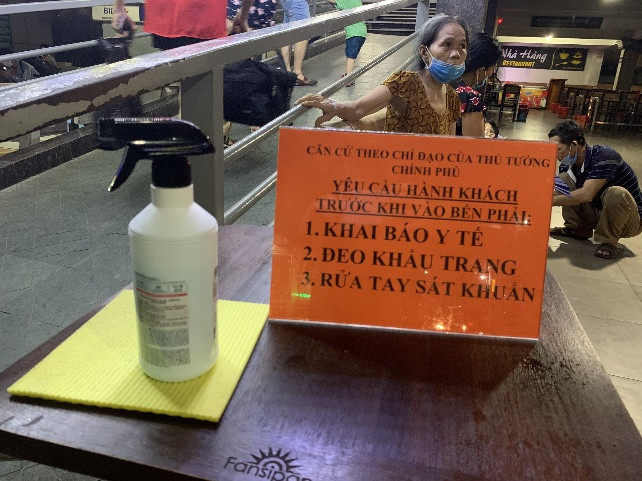 Nhà Hàng
RESTAURANT
CĂN CỨ THEO CHỈ ĐẠO CỦA THỦ TƯỚNG
CHÍNH PHỦ
YÊU CẦU HÀNH KHÁCH
TRƯỚC KHI VÀO BẾN PHẢI:
1. KHAI BÁO Y TẾ
2. ĐEO KHẨU TRANG
3. RỬA TAY SÁT KHUẨN
Fansipan